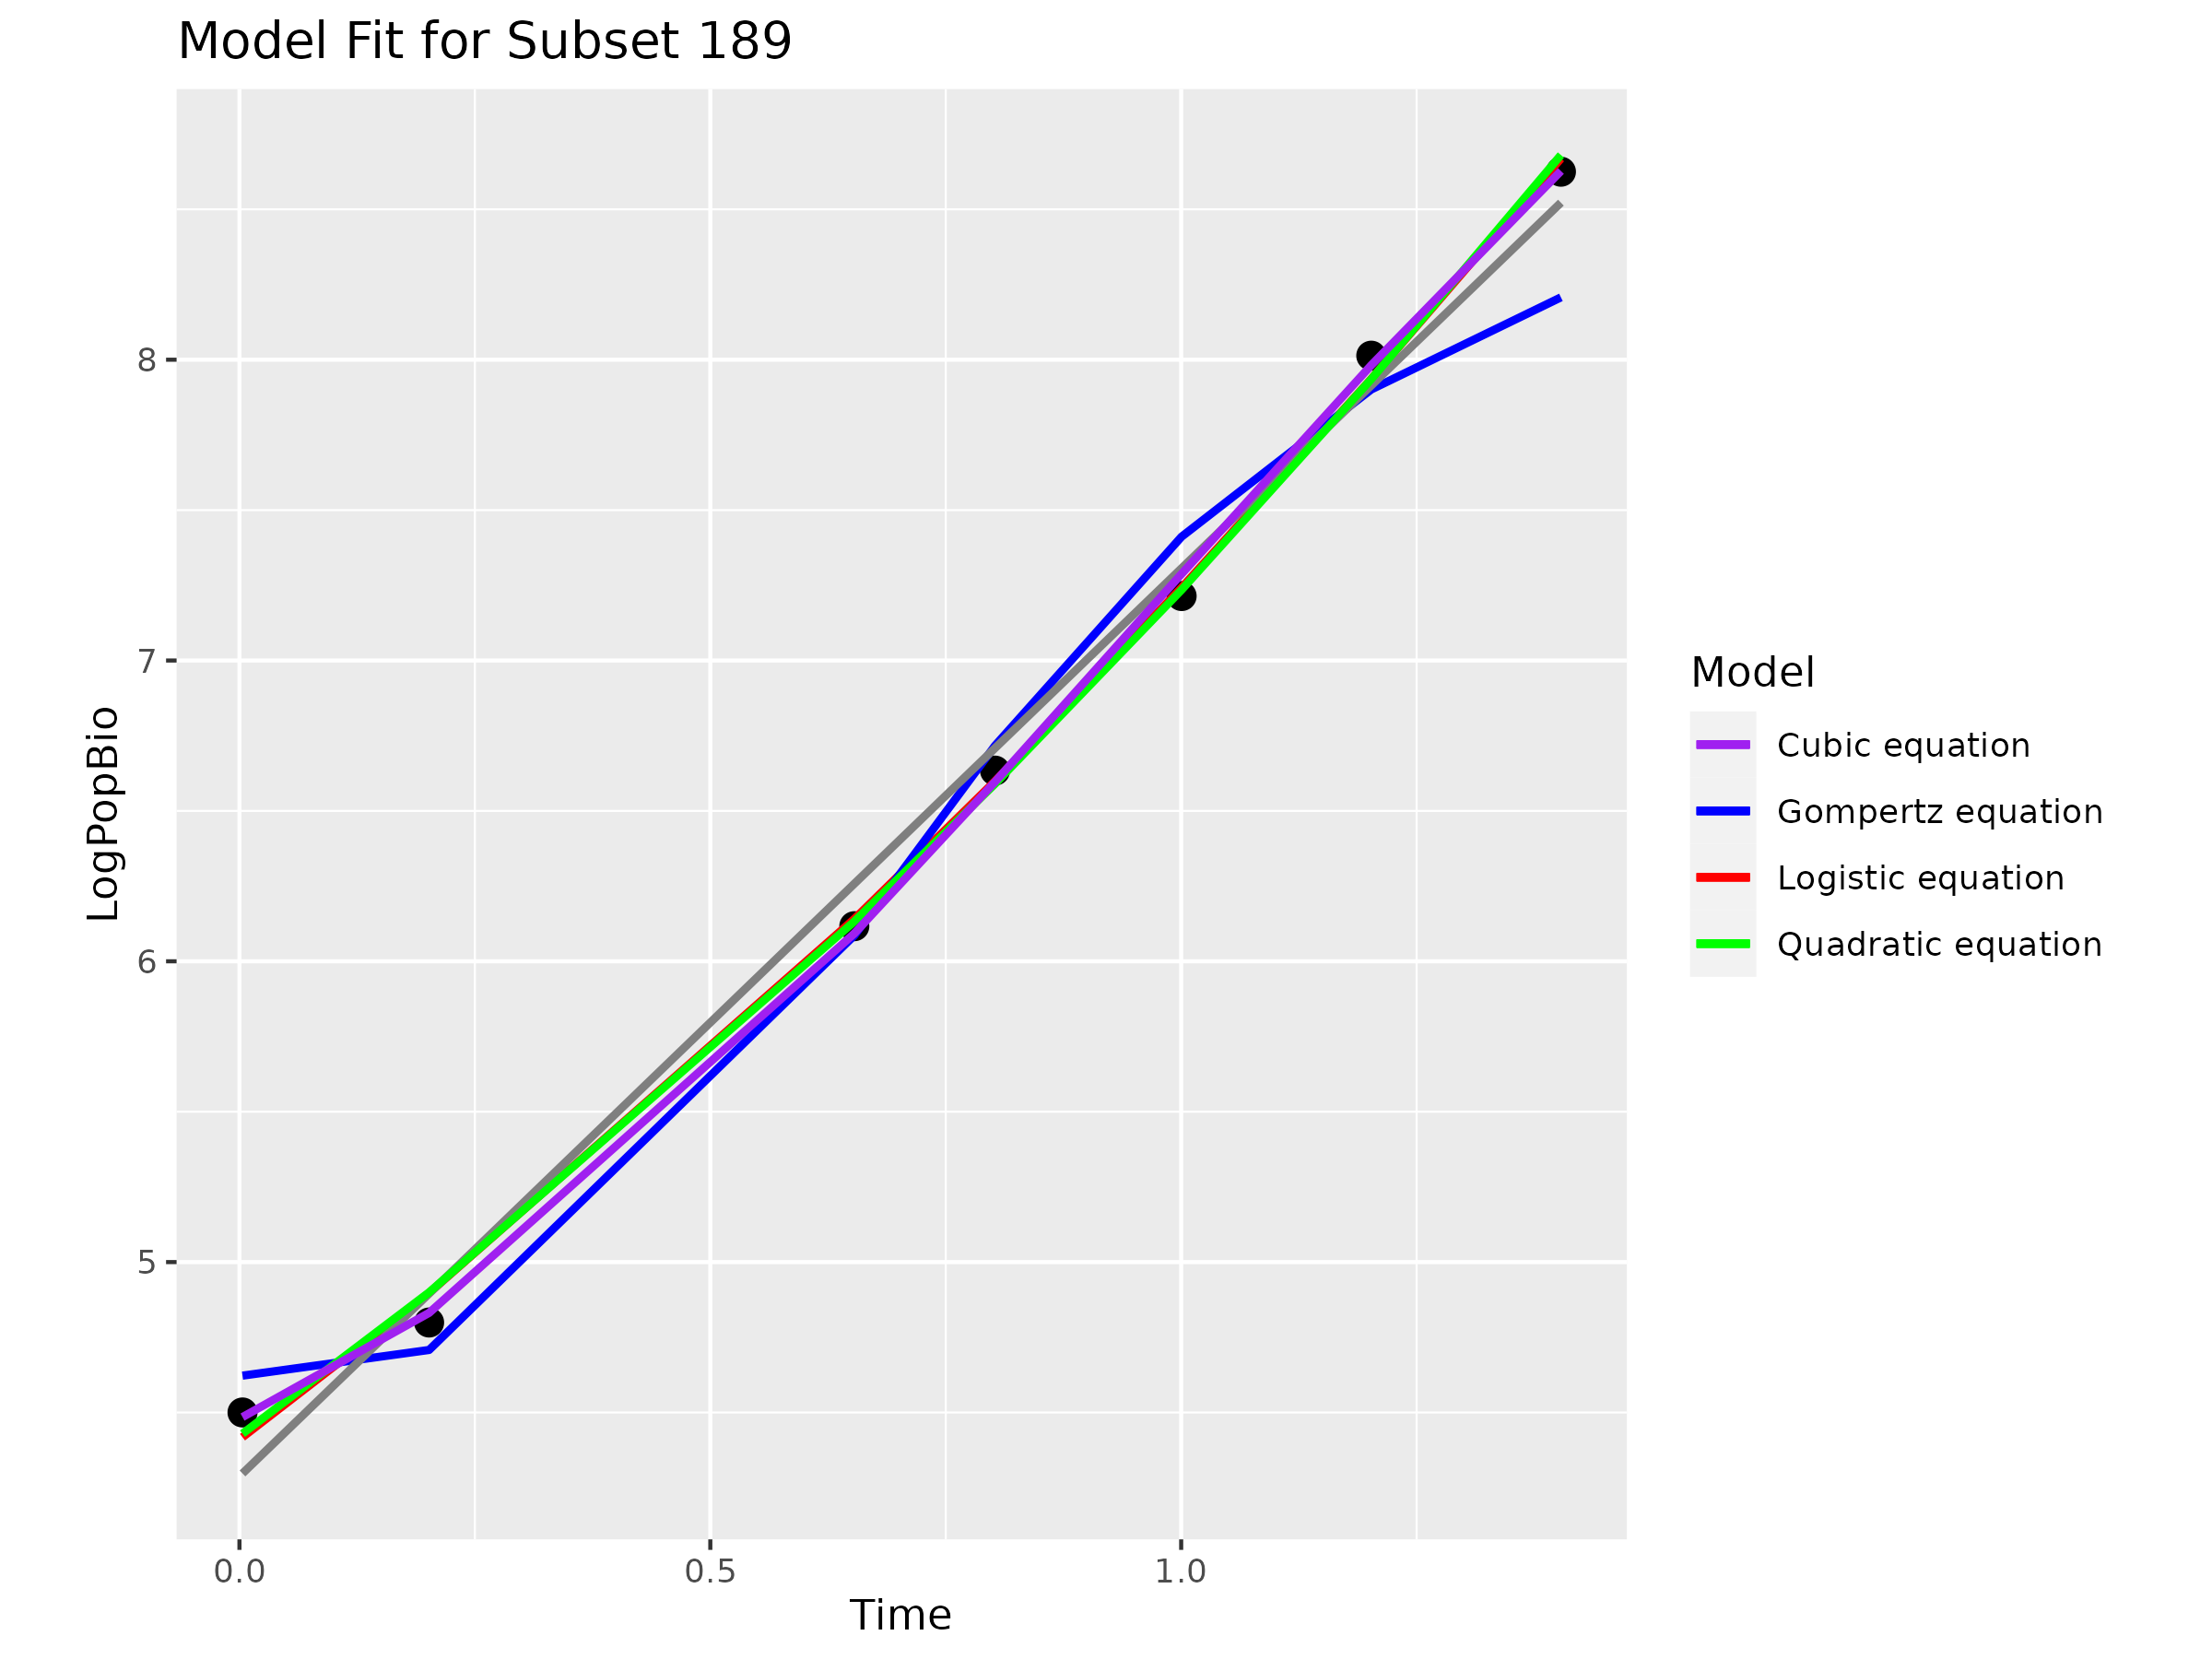 Model Fit for Subset 189
8
7
6
5
LogPopBio
0.0 0.5 1.0
Time
Model
Cubic equation
Gompertz equation
Logistic equation
Quadratic equation